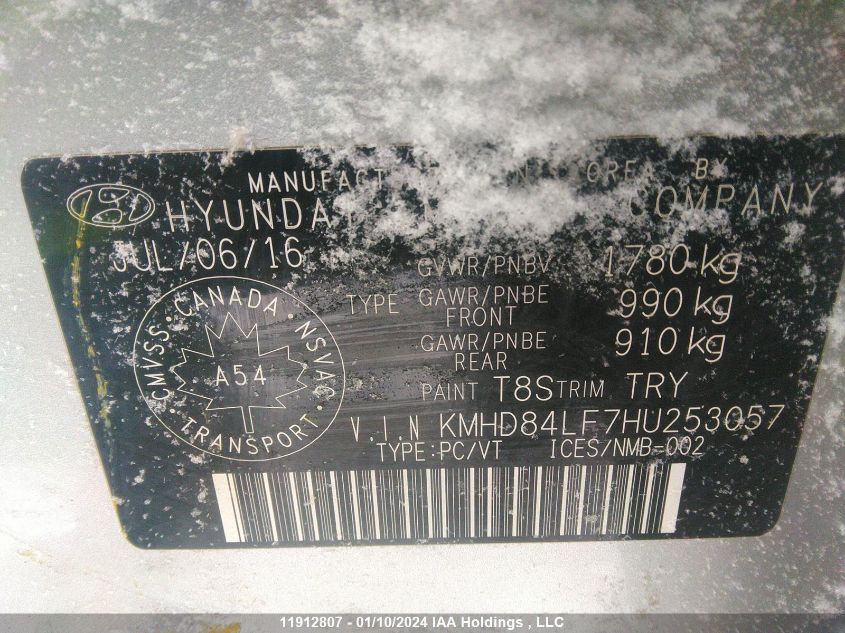 MANUFACT BY
HYUNDA COMPANY
JUL/06/16
GVWR/PNBV 1780 kg
TYPE GAWR/PNBE FRONT 990 kg
GAWR/PNBE REAR 910 kg
PAINT T8S TRIM TRY
V.I.N KMHD84LF7HU253057
TYPE:PC/VT ICES/NMB-002
CMVSS·CANADA·NSVAC
A54
·TRANSPORT·
11912807 - 01/10/2024 IAA Holdings , LLC